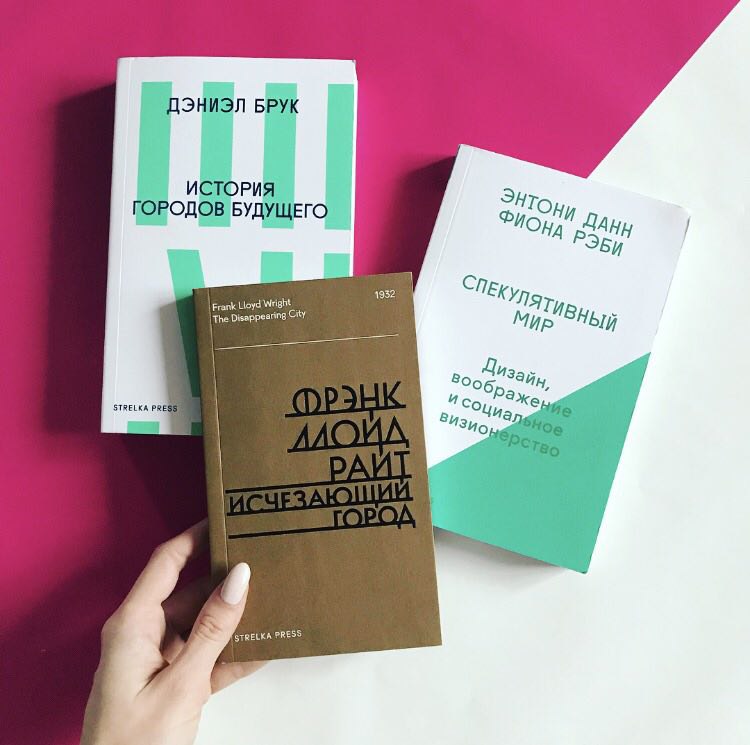 ДЭНИЭЛ БРУК
ИСТОРИЯ
ГОРОДОВ БУДУЩЕГО
STRELKA PRESS
ЭНТОНИ ДАНН
ФИОНА РЭБИ
СПЕКУЛЯТИВНЫЙ
МИР
Дизайн,
воображение
и социальное
визионерство
Frank Lloyd Wright
The Disappearing City
1932
ФРЭНК
ЛЛОЙД
РАЙТ
ИСЧЕЗАЮЩИЙ
ГОРОД
STRELKA PRESS